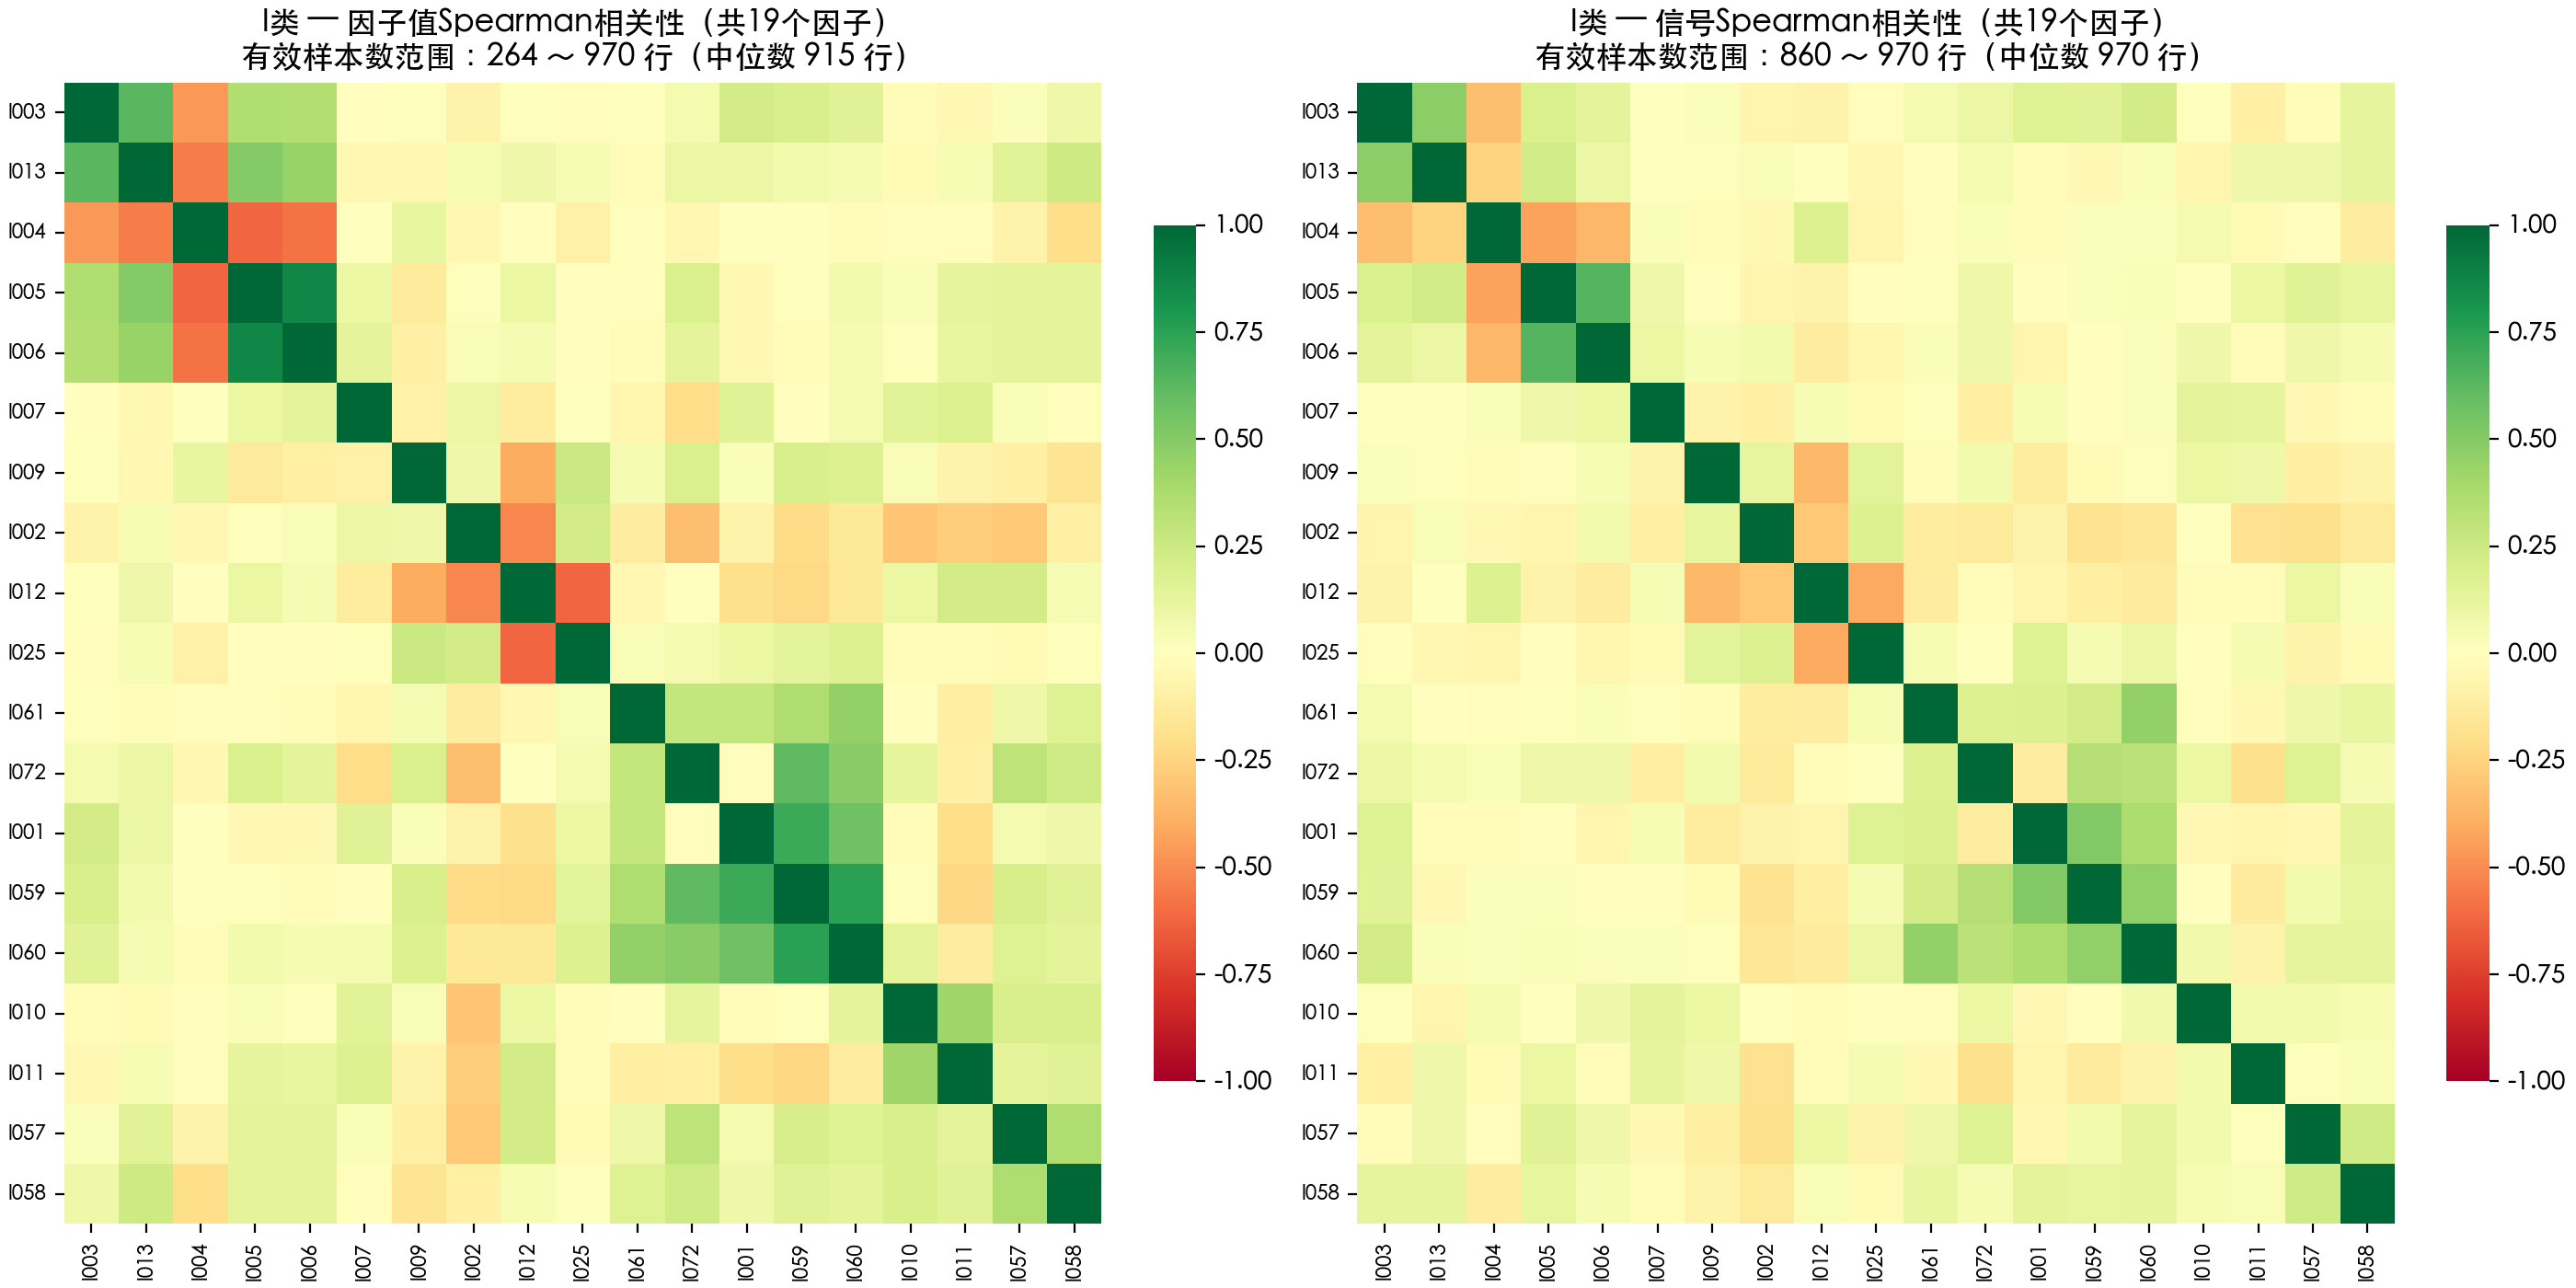 I类 — 因子值Spearman相关性（共19个因子）
有效样本数范围：264 ～ 970 行（中位数 915 行）
I003
I013
I004
I005
I006
I007
I009
I002
I012
I025
I061
I072
I001
I059
I060
I010
I011
I057
I058
I003 I013 I004 I005 I006 I007 I009 I002 I012 I025 I061 I072 I001 I059 I060 I010 I011 I057 I058
1.00
0.75
0.50
0.25
0.00
-0.25
-0.50
-0.75
-1.00
I类 — 信号Spearman相关性（共19个因子）
有效样本数范围：860 ～ 970 行（中位数 970 行）
I003
I013
I004
I005
I006
I007
I009
I002
I012
I025
I061
I072
I001
I059
I060
I010
I011
I057
I058
I003 I013 I004 I005 I006 I007 I009 I002 I012 I025 I061 I072 I001 I059 I060 I010 I011 I057 I058
1.00
0.75
0.50
0.25
0.00
-0.25
-0.50
-0.75
-1.00